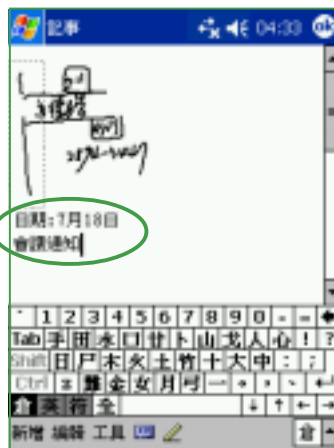 記事 04:33 ok
日期:7月18日
會議通知
` 1 2 3 4 5 6 7 8 9 0 - =
Tab 手 田 水 口 廿 卜 山 戈 人 心 ! ?
Shift 日 尸 木 火 土 竹 十 大 中 : ;
Ctrl 難 金 女 月 弓 一
倉 英 符 全 ↓ ↑ ← →
新增 編輯 工具 倉